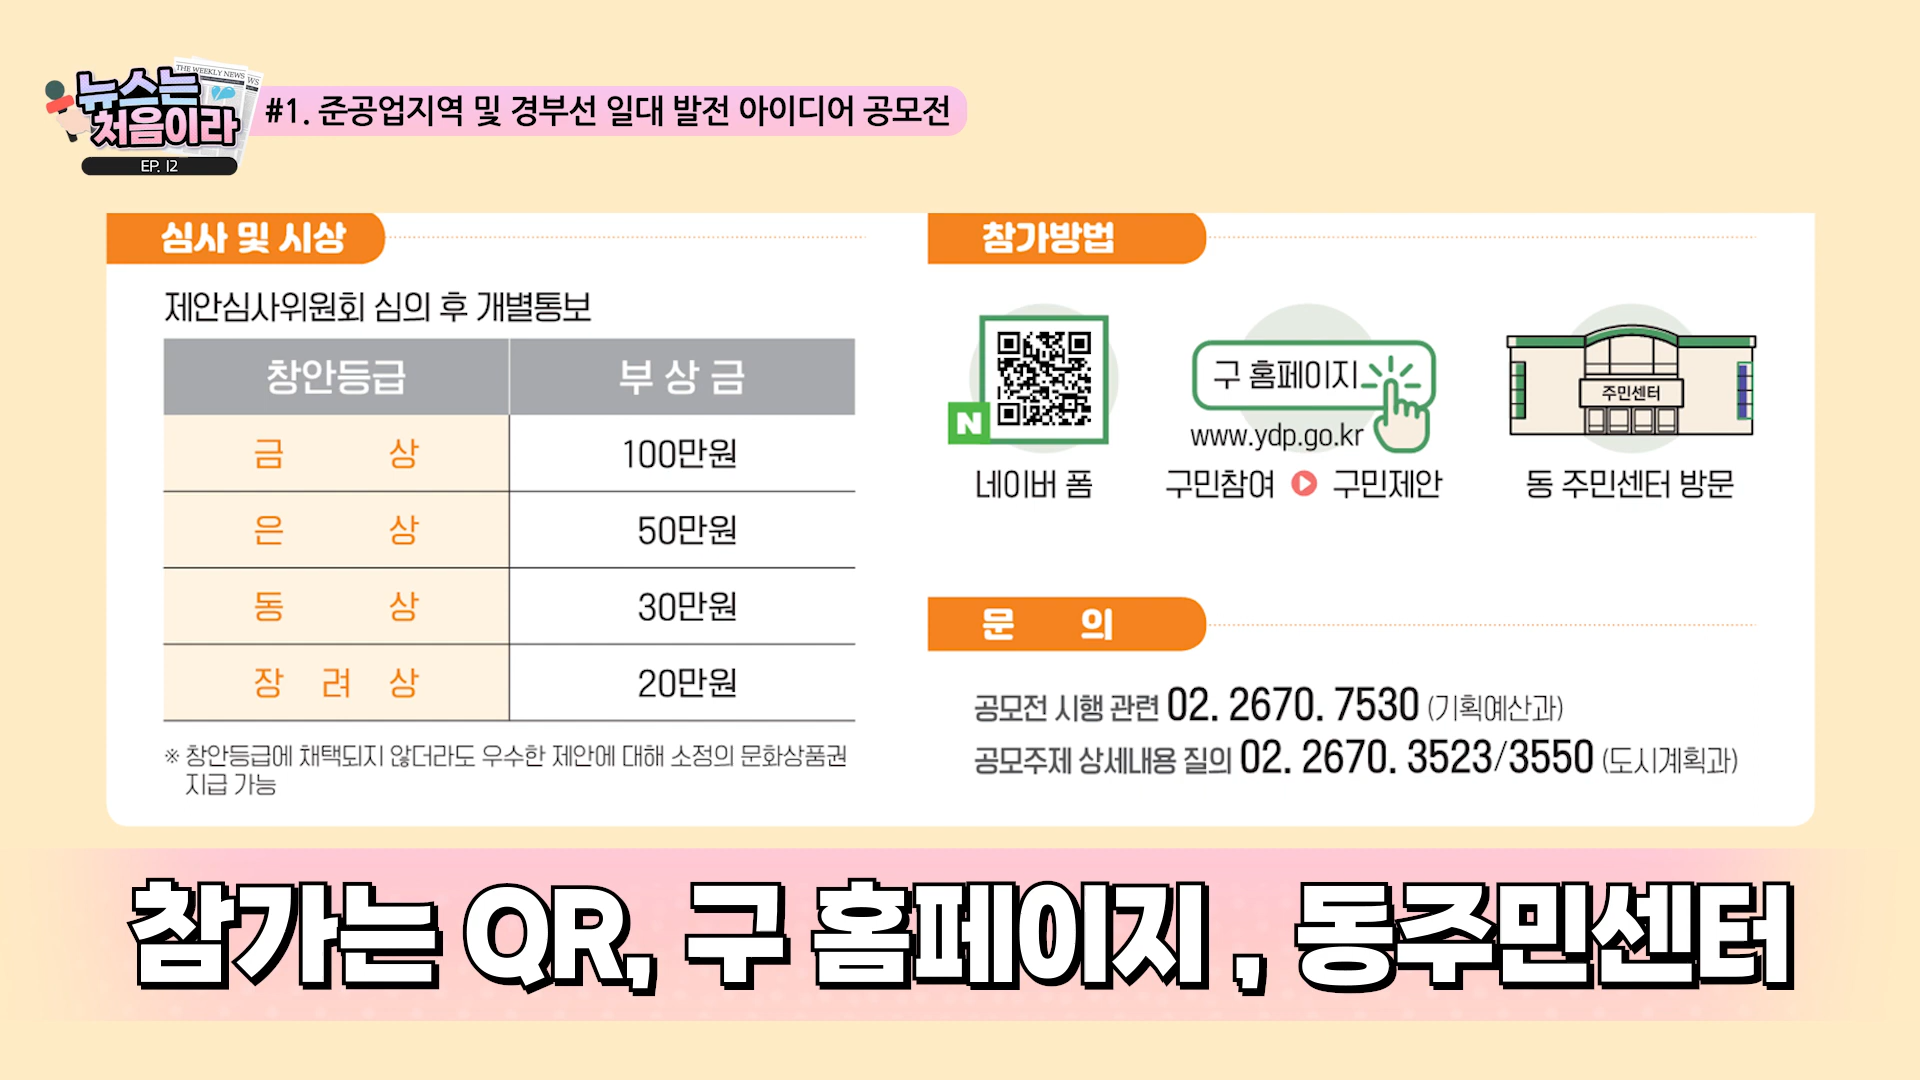 THE WEEKLY NEWS
WS
뉴스는
처음이라
EP. 12
#1. 준공업지역 및 경부선 일대 발전 아이디어 공모전
심사 및 시상
제안심사위원회 심의 후 개별통보
창안등급 부상금
금상 100만원
은상 50만원
동상 30만원
장려상 20만원
※ 창안등급에 채택되지 않더라도 우수한 제안에 대해 소정의 문화상품권
지급 가능
참가방법
N
네이버 폼
구 홈페이지
www.ydp.go.kr
구민참여 ▶ 구민제안
주민센터
동 주민센터 방문
문의
공모전 시행 관련 02. 2670. 7530 (기획예산과)
공모주제 상세내용 질의 02. 2670. 3523/3550 (도시계획과)
참가는 QR, 구 홈페이지 , 동주민센터